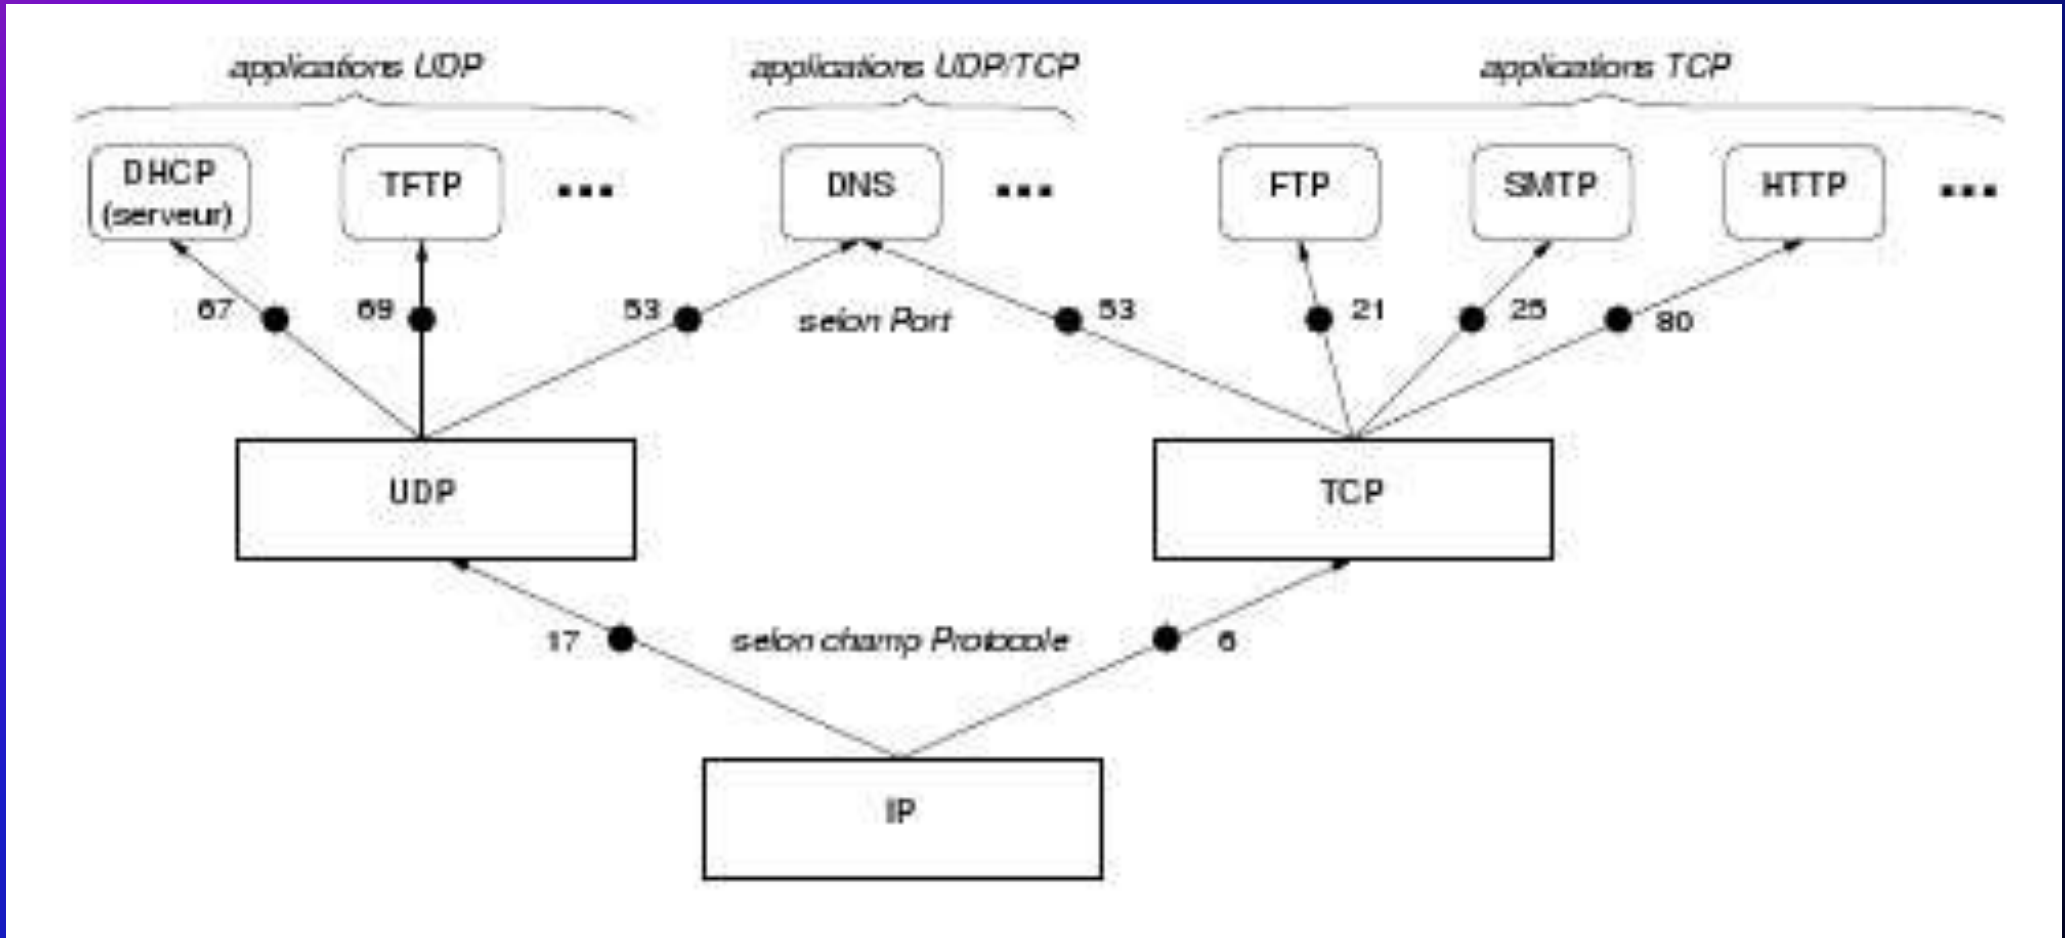 applications UDP
applications UDP/TCP
applications TCP
DHCP
(serveur)
TFTP
...
DNS
...
FTP
SMTP
HTTP
...
67
69
53
selon Port
53
21
25
80
UDP
TCP
17
selon champ Protocole
6
IP